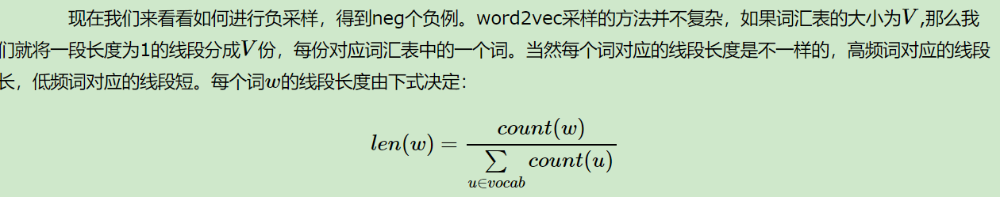 现在我们来看看如何进行负采样，得到neg个负例。word2vec采样的方法并不复杂，如果词汇表的大小为V,那么我
们就将一段长度为1的线段分成V份，每份对应词汇表中的一个词。当然每个词对应的线段长度是不一样的，高频词对应的线段
长，低频词对应的线段短。每个词w的线段长度由下式决定：
len(w) = count(w) / ∑ count(u)
u∈vocab